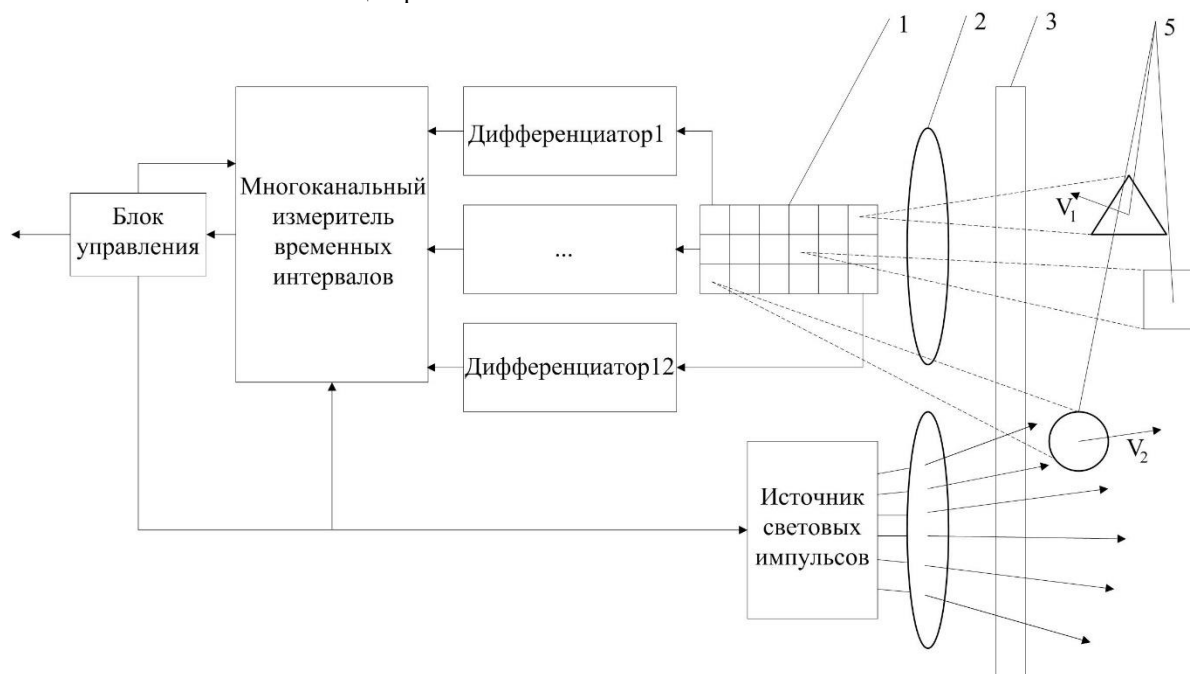 1
2
3
5
Дифференциатор1
Многоканальный
измеритель
временных
интервалов
Блок
управления
...
Дифференциатор12
V1
V2
Источник
световых
импульсов